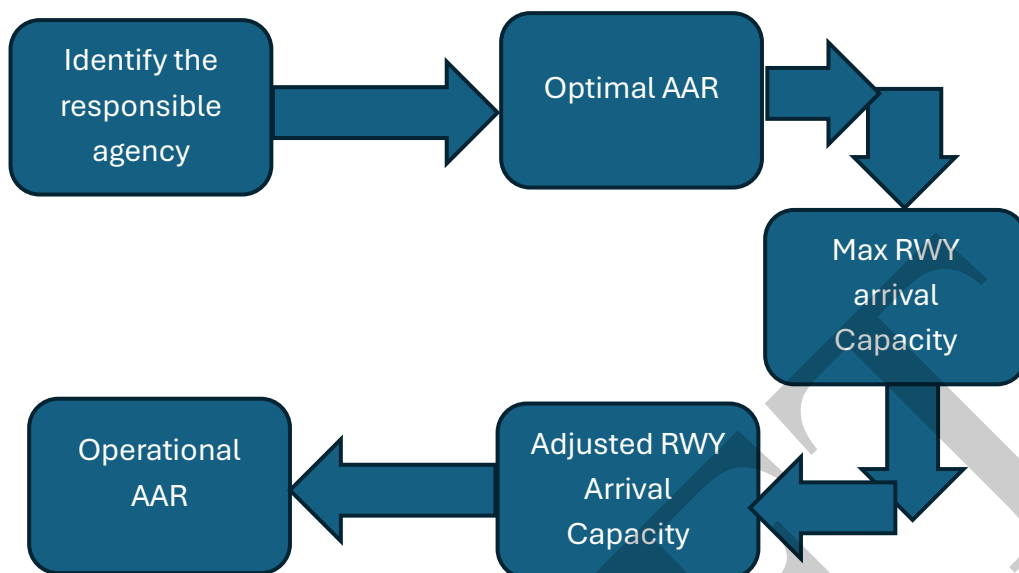 Identify the
responsible
agency
Optimal AAR
Max RWY
arrival
Capacity
Adjusted RWY
Arrival
Capacity
Operational
AAR